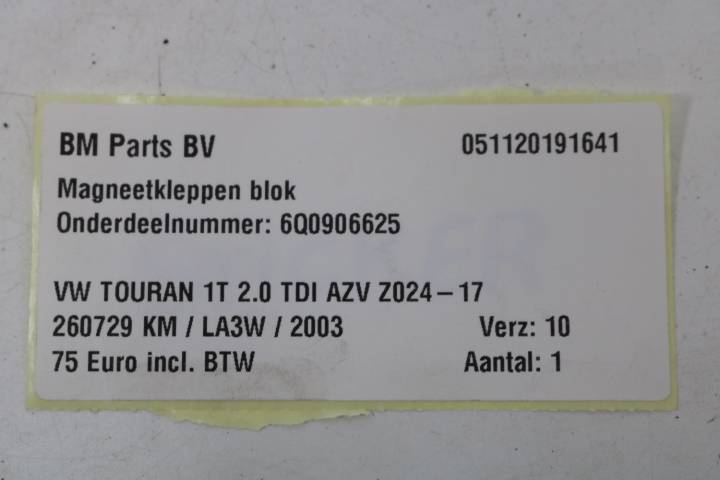 BM Parts BV 051120191641
Magneetkleppen blok
Onderdeelnummer: 6Q0906625
VW TOURAN 1T 2.0 TDI AZV Z024-17
260729 KM / LA3W / 2003 Verz: 10
75 Euro incl. BTW Aantal: 1